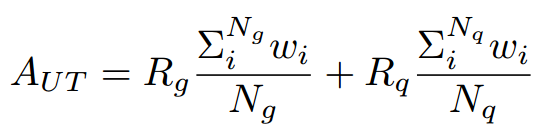 $A_{UT} = R_g \frac{\Sigma_i^{N_g} w_i}{N_g} + R_q \frac{\Sigma_i^{N_q} w_i}{N_q}$